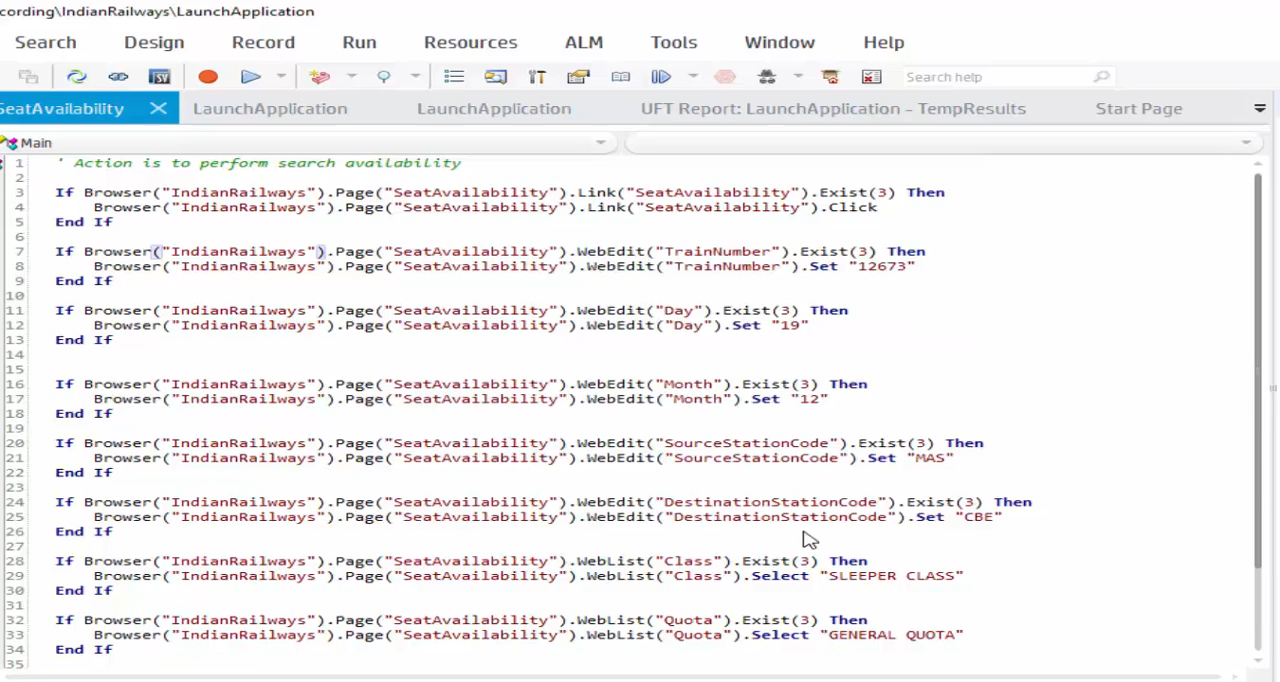 cording\IndianRailways\LaunchApplication
Search Design Record Run Resources ALM Tools Window Help
Search help
SeatAvailability LaunchApplication LaunchApplication UFT Report: LaunchApplication - TempResults Start Page
Main
1 ' Action is to perform search availability
2
3 If Browser("IndianRailways").Page("SeatAvailability").Link("SeatAvailability").Exist(3) Then
4 Browser("IndianRailways").Page("SeatAvailability").Link("SeatAvailability").Click
5 End If
6
7 If Browser("IndianRailways").Page("SeatAvailability").WebEdit("TrainNumber").Exist(3) Then
8 Browser("IndianRailways").Page("SeatAvailability").WebEdit("TrainNumber").Set "12673"
9 End If
10
11 If Browser("IndianRailways").Page("SeatAvailability").WebEdit("Day").Exist(3) Then
12 Browser("IndianRailways").Page("SeatAvailability").WebEdit("Day").Set "19"
13 End If
14
15
16 If Browser("IndianRailways").Page("SeatAvailability").WebEdit("Month").Exist(3) Then
17 Browser("IndianRailways").Page("SeatAvailability").WebEdit("Month").Set "12"
18 End If
19
20 If Browser("IndianRailways").Page("SeatAvailability").WebEdit("SourceStationCode").Exist(3) Then
21 Browser("IndianRailways").Page("SeatAvailability").WebEdit("SourceStationCode").Set "MAS"
22 End If
23
24 If Browser("IndianRailways").Page("SeatAvailability").WebEdit("DestinationStationCode").Exist(3) Then
25 Browser("IndianRailways").Page("SeatAvailability").WebEdit("DestinationStationCode").Set "CBE"
26 End If
27
28 If Browser("IndianRailways").Page("SeatAvailability").WebList("Class").Exist(3) Then
29 Browser("IndianRailways").Page("SeatAvailability").WebList("Class").Select "SLEEPER CLASS"
30 End If
31
32 If Browser("IndianRailways").Page("SeatAvailability").WebList("Quota").Exist(3) Then
33 Browser("IndianRailways").Page("SeatAvailability").WebList("Quota").Select "GENERAL QUOTA"
34 End If
35